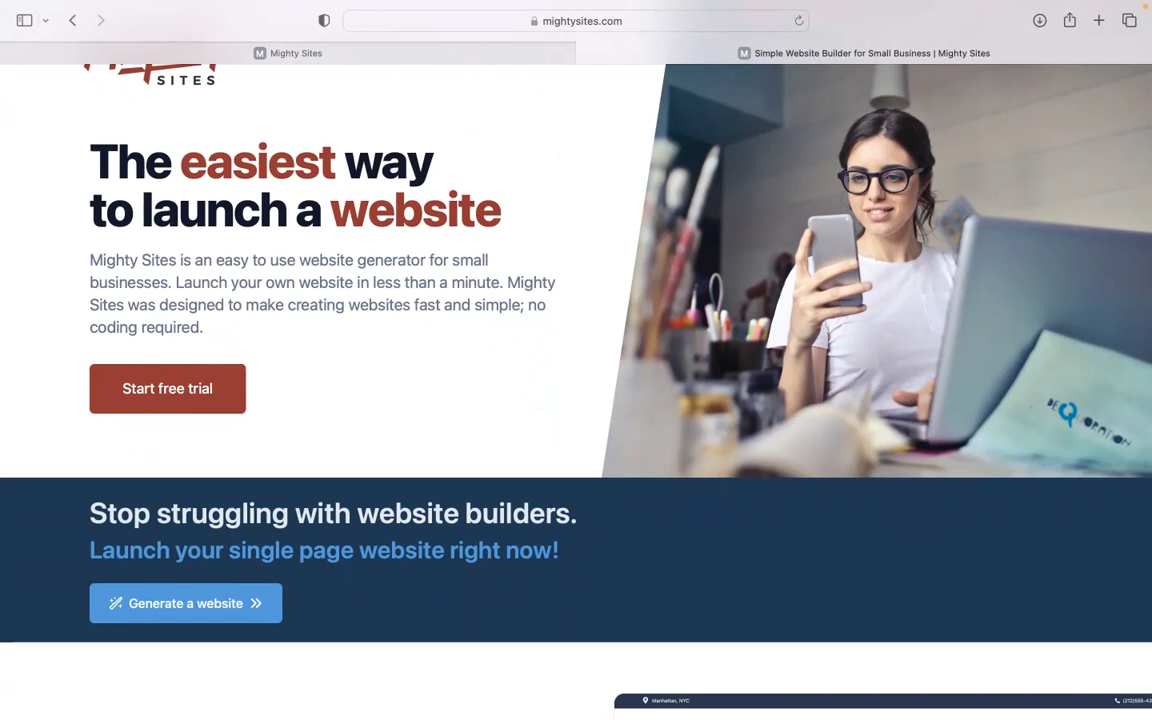 mightysites.com
M Mighty Sites
M Simple Website Builder for Small Business | Mighty Sites
SITES
The easiest way
to launch a website
Mighty Sites is an easy to use website generator for small
businesses. Launch your own website in less than a minute. Mighty
Sites was designed to make creating websites fast and simple; no
coding required.
Start free trial
Stop struggling with website builders.
Launch your single page website right now!
Generate a website
Manhattan, NYC